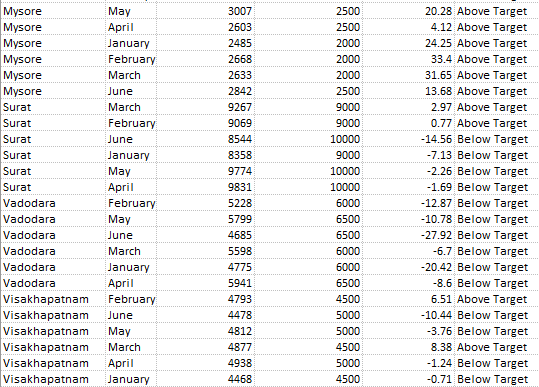 Mysore May 3007 2500 20.28 Above Target
Mysore April 2603 2500 4.12 Above Target
Mysore January 2485 2000 24.25 Above Target
Mysore February 2668 2000 33.4 Above Target
Mysore March 2633 2000 31.65 Above Target
Mysore June 2842 2500 13.68 Above Target
Surat March 9267 9000 2.97 Above Target
Surat February 9069 9000 0.77 Above Target
Surat June 8544 10000 -14.56 Below Target
Surat January 8358 9000 -7.13 Below Target
Surat May 9774 10000 -2.26 Below Target
Surat April 9831 10000 -1.69 Below Target
Vadodara February 5228 6000 -12.87 Below Target
Vadodara May 5799 6500 -10.78 Below Target
Vadodara June 4685 6500 -27.92 Below Target
Vadodara March 5598 6000 -6.7 Below Target
Vadodara January 4775 6000 -20.42 Below Target
Vadodara April 5941 6500 -8.6 Below Target
Visakhapatnam February 4793 4500 6.51 Above Target
Visakhapatnam June 4478 5000 -10.44 Below Target
Visakhapatnam May 4812 5000 -3.76 Below Target
Visakhapatnam March 4877 4500 8.38 Above Target
Visakhapatnam April 4938 5000 -1.24 Below Target
Visakhapatnam January 4468 4500 -0.71 Below Target